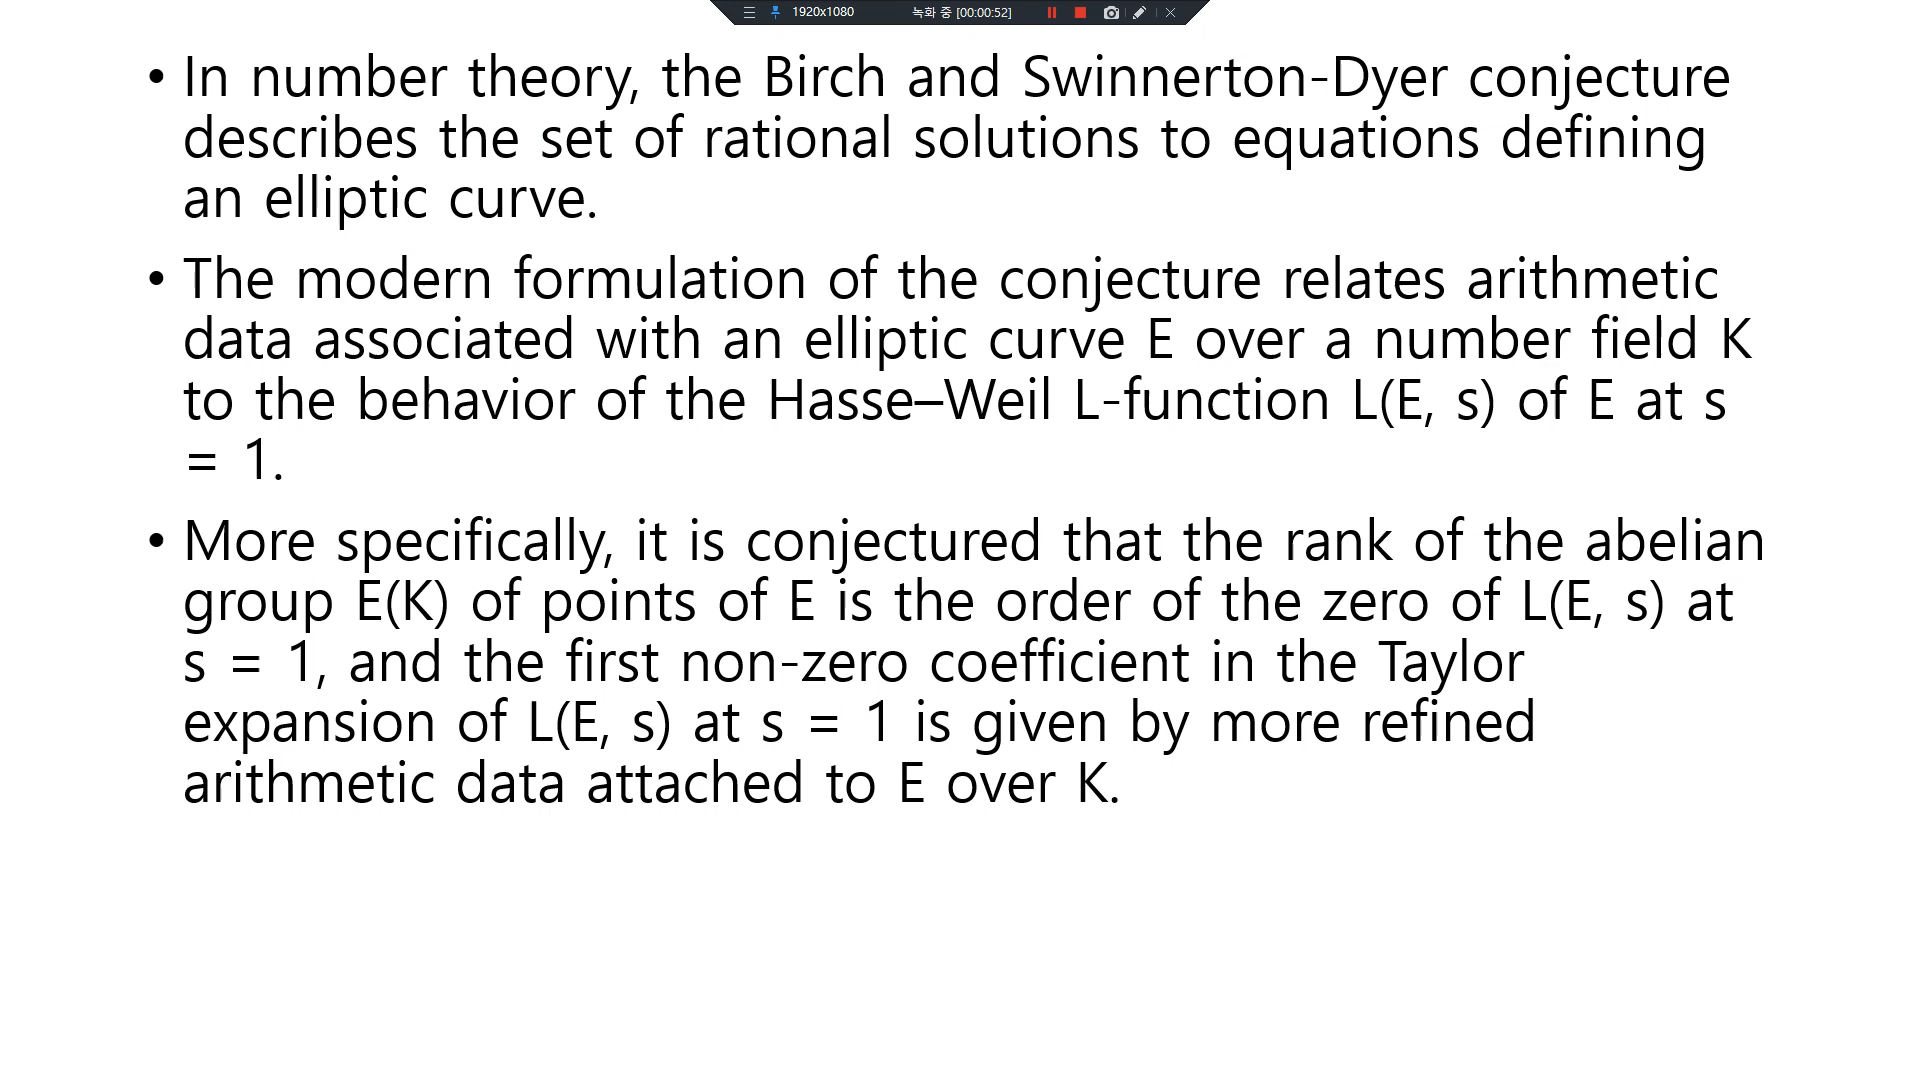 1920x1080 녹화 중 [00:00:52]
• In number theory, the Birch and Swinnerton-Dyer conjecture
describes the set of rational solutions to equations defining
an elliptic curve.
• The modern formulation of the conjecture relates arithmetic
data associated with an elliptic curve E over a number field K
to the behavior of the Hasse–Weil L-function L(E, s) of E at s
= 1.
• More specifically, it is conjectured that the rank of the abelian
group E(K) of points of E is the order of the zero of L(E, s) at
s = 1, and the first non-zero coefficient in the Taylor
expansion of L(E, s) at s = 1 is given by more refined
arithmetic data attached to E over K.